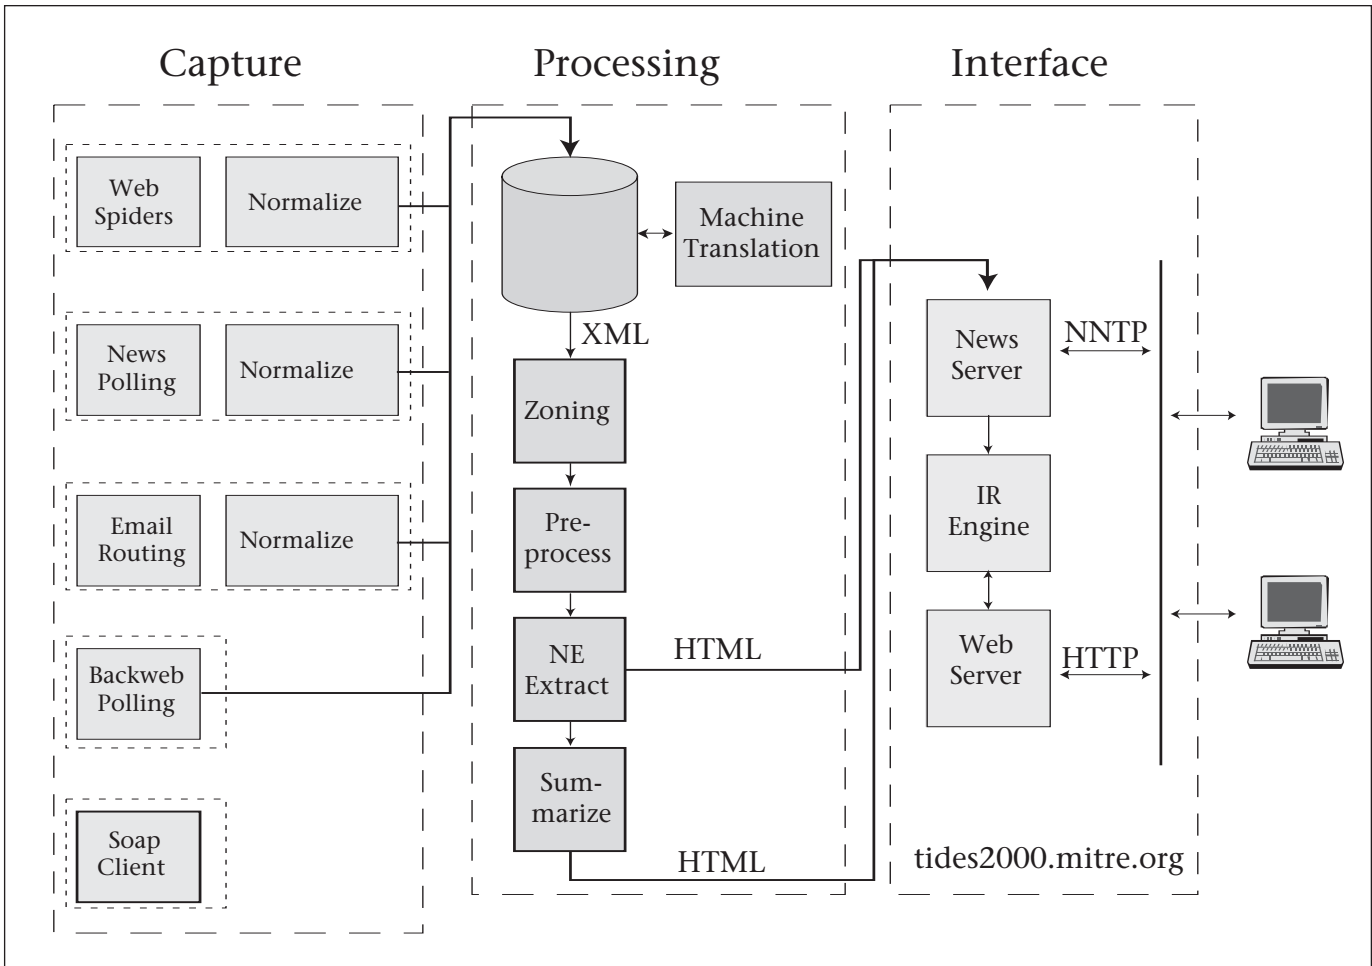 Capture
Processing
Interface
Web
Spiders
Normalize
News
Polling
Normalize
Email
Routing
Normalize
Backweb
Polling
Soap
Client
Machine
Translation
XML
Zoning
Pre-
process
NE
Extract
HTML
Sum-
marize
HTML
News
Server
NNTP
IR
Engine
Web
Server
HTTP
tides2000.mitre.org